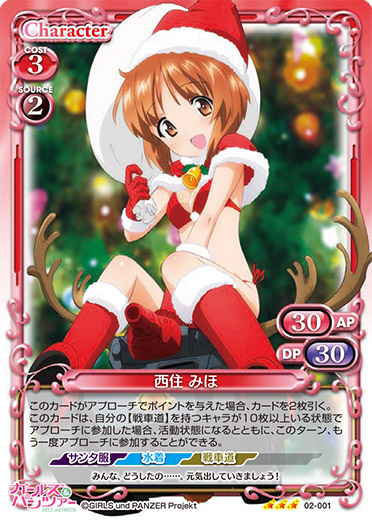 Character
COST
3
SOURCE
2
30 AP
DP 30
西住 みほ
このカードがアプローチでポイントを与えた場合、カードを2枚引く。
このカードは、自分の【戦車道】を持つキャラが10枚以上いる状態で
アプローチに参加した場合、活動状態になるとともに、このターン、も
う一度アプローチに参加することができる。
サンタ服 水着 戦車道
みんな、どうしたの……、元気出していきましょう!
ガールズ&パンツァー
GIRLS und PANZER
©GIRLS und PANZER Projekt
02-001